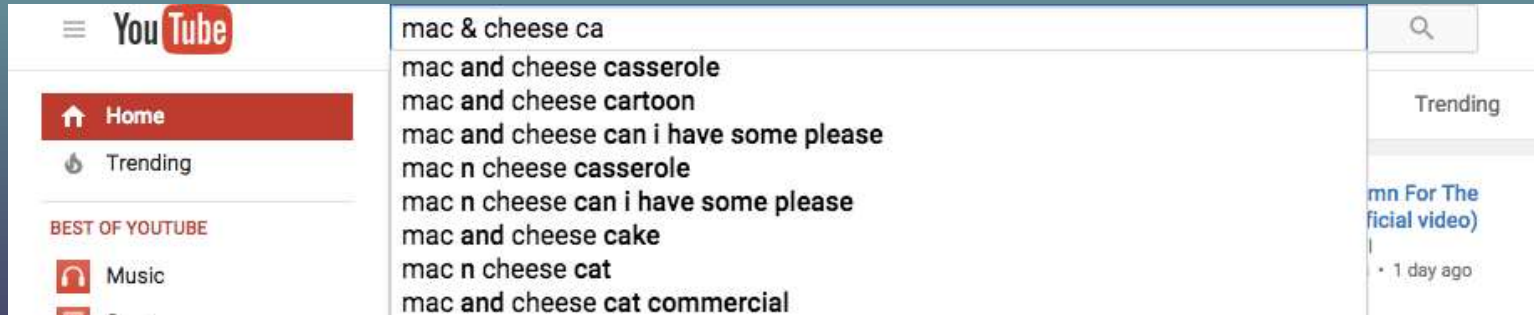 YouTube
mac & cheese ca
mac and cheese casserole
mac and cheese cartoon
mac and cheese can i have some please
mac n cheese casserole
mac n cheese can i have some please
mac and cheese cake
mac n cheese cat
mac and cheese cat commercial
Home
Trending
BEST OF YOUTUBE
Music
Trending
For The
video)
• 1 day ago